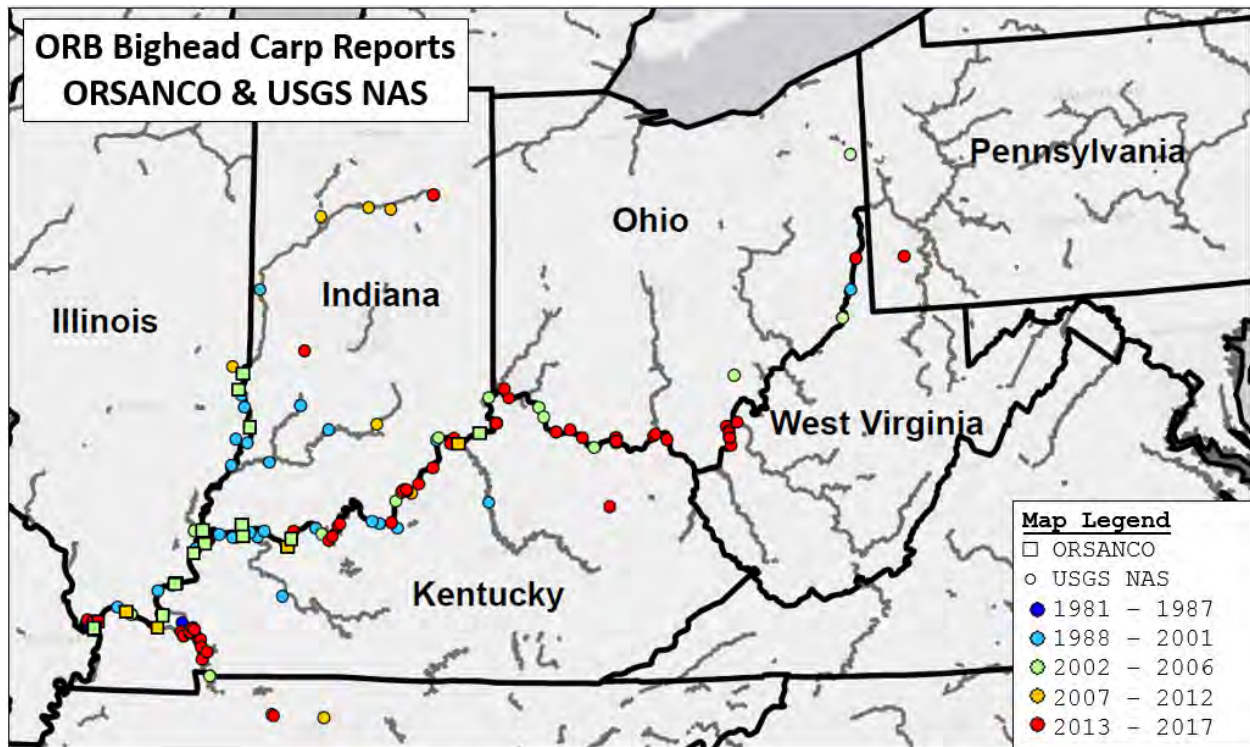 ORB Bighead Carp Reports
ORSANCO & USGS NAS
Pennsylvania
Ohio
Indiana
Illinois
West Virginia
Kentucky
Map Legend
ORSANCO
USGS NAS
1981 - 1987
1988 - 2001
2002 - 2006
2007 - 2012
2013 - 2017